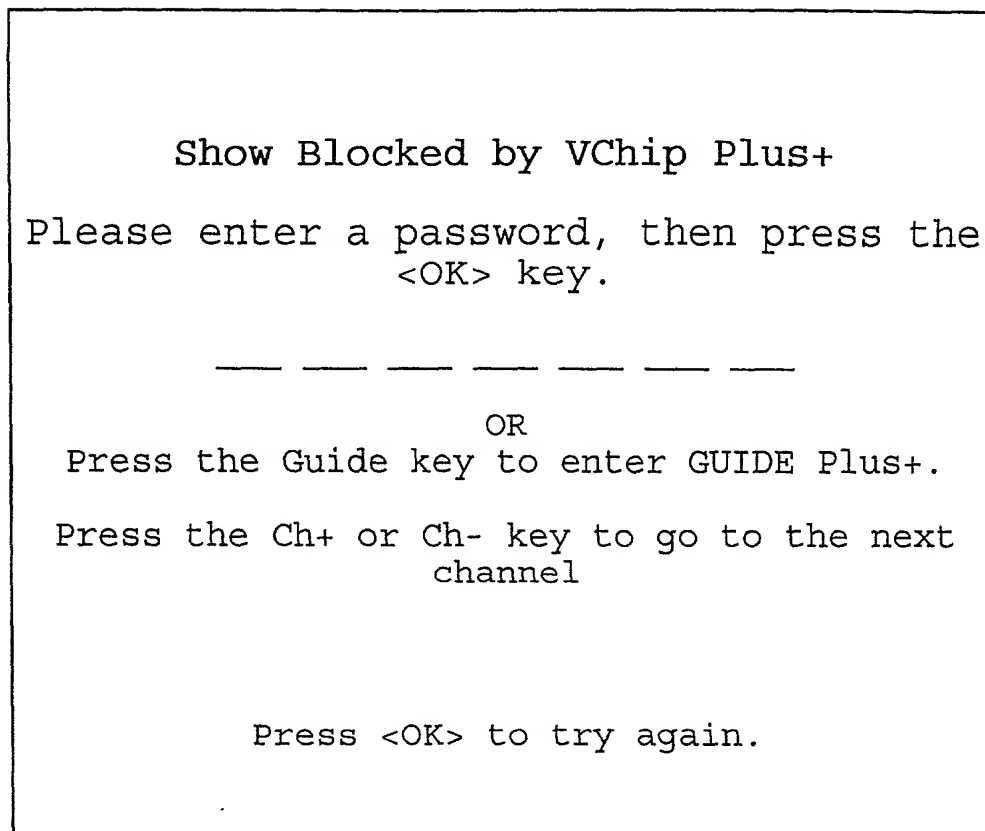 Show Blocked by VChip Plus+
Please enter a password, then press the
<OK> key.
OR
Press the Guide key to enter GUIDE Plus+.
Press the Ch+ or Ch- key to go to the next
channel
Press <OK> to try again.